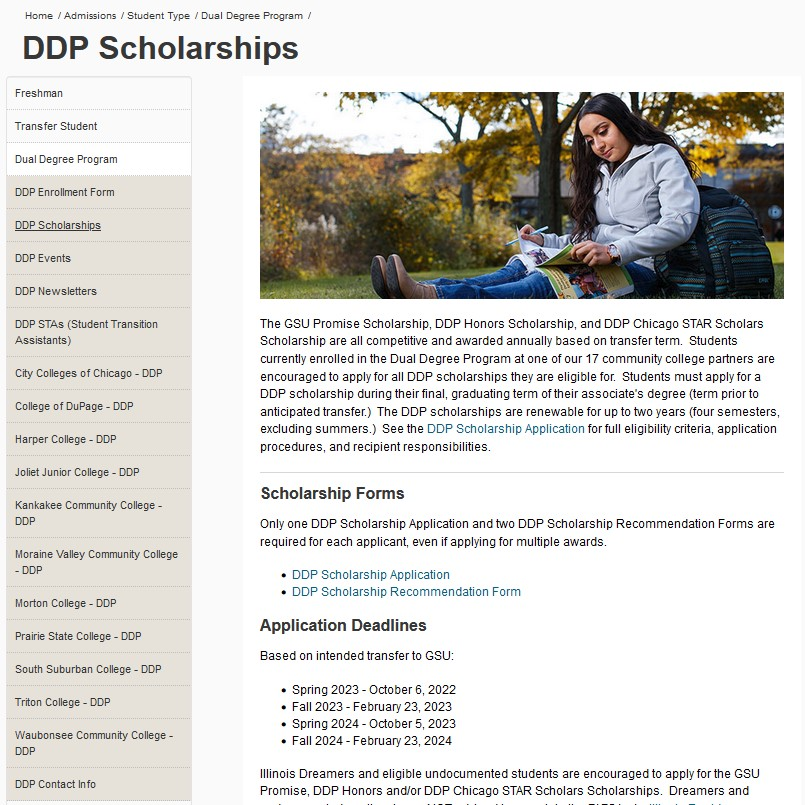 Home / Admissions / Student Type / Dual Degree Program /
DDP Scholarships
Freshman
Transfer Student
Dual Degree Program
DDP Enrollment Form
DDP Scholarships
DDP Events
DDP Newsletters
DDP STAs (Student Transition
Assistants)
City Colleges of Chicago - DDP
College of DuPage - DDP
Harper College - DDP
Joliet Junior College - DDP
Kankakee Community College -
DDP
Moraine Valley Community College
- DDP
Morton College - DDP
Prairie State College - DDP
South Suburban College - DDP
Triton College - DDP
Waubonsee Community College -
DDP
DDP Contact Info
The GSU Promise Scholarship, DDP Honors Scholarship, and DDP Chicago STAR Scholars
Scholarship are all competitive and awarded annually based on transfer term. Students
currently enrolled in the Dual Degree Program at one of our 17 community college partners are
encouraged to apply for all DDP scholarships they are eligible for. Students must apply for a
DDP scholarship during their final, graduating term of their associate's degree (term prior to
anticipated transfer.) The DDP scholarships are renewable for up to two years (four semesters,
excluding summers.) See the DDP Scholarship Application for full eligibility criteria, application
procedures, and recipient responsibilities.
Scholarship Forms
Only one DDP Scholarship Application and two DDP Scholarship Recommendation Forms are
required for each applicant, even if applying for multiple awards.
• DDP Scholarship Application
• DDP Scholarship Recommendation Form
Application Deadlines
Based on intended transfer to GSU:
• Spring 2023 - October 6, 2022
• Fall 2023 - February 23, 2023
• Spring 2024 - October 5, 2023
• Fall 2024 - February 23, 2024
Illinois Dreamers and eligible undocumented students are encouraged to apply for the GSU
Promise, DDP Honors and/or DDP Chicago STAR Scholars Scholarships. Dreamers and